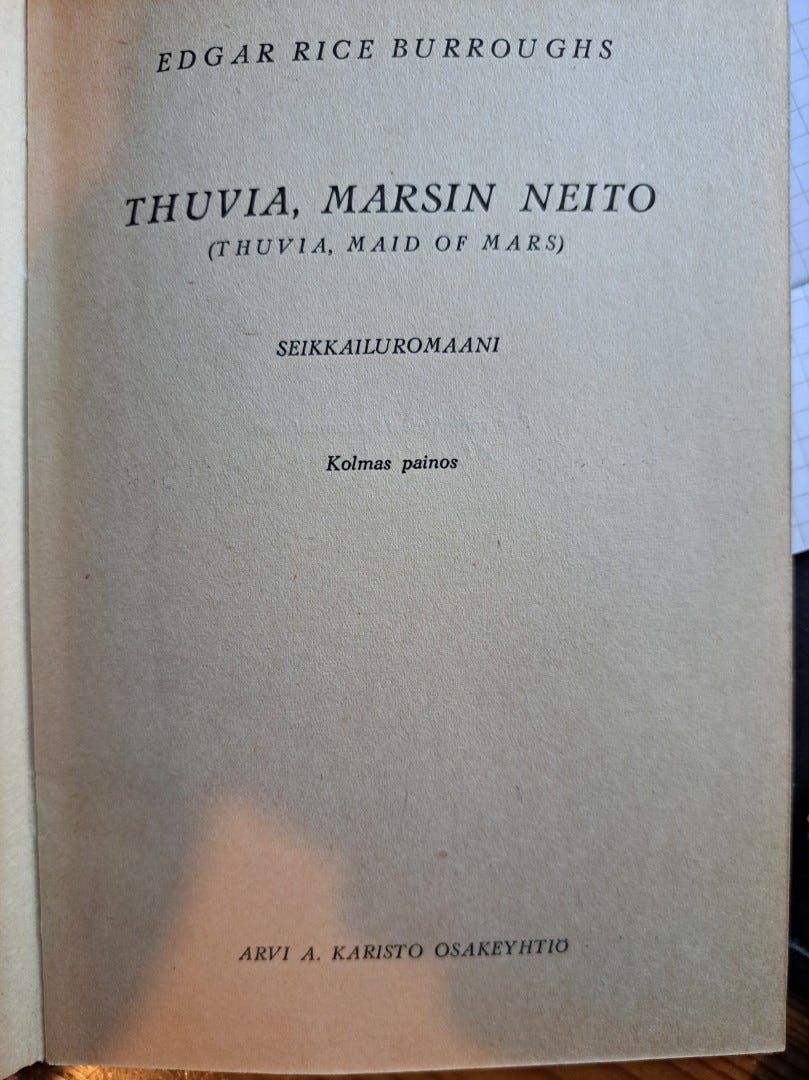 EDGAR RICE BURROUGHS
THUVIA, MARSIN NEITO
(THUVIA, MAID OF MARS)
SEIKKAILUROMAANI
Kolmas painos
ARVI A. KARISTO OSAKEYHTIÖ